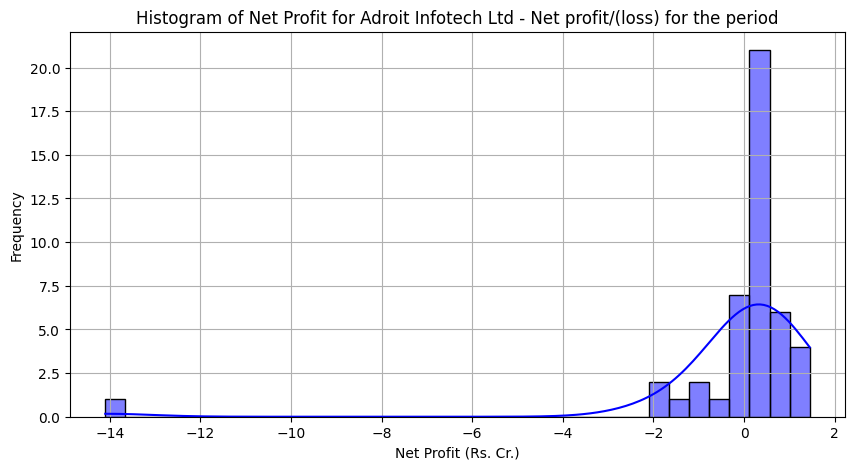 Histogram of Net Profit for Adroit Infotech Ltd - Net profit/(loss) for the period
20.0
17.5
15.0
12.5
10.0
7.5
5.0
2.5
0.0
Frequency
−14 −12 −10 −8 −6 −4 −2 0 2
Net Profit (Rs. Cr.)